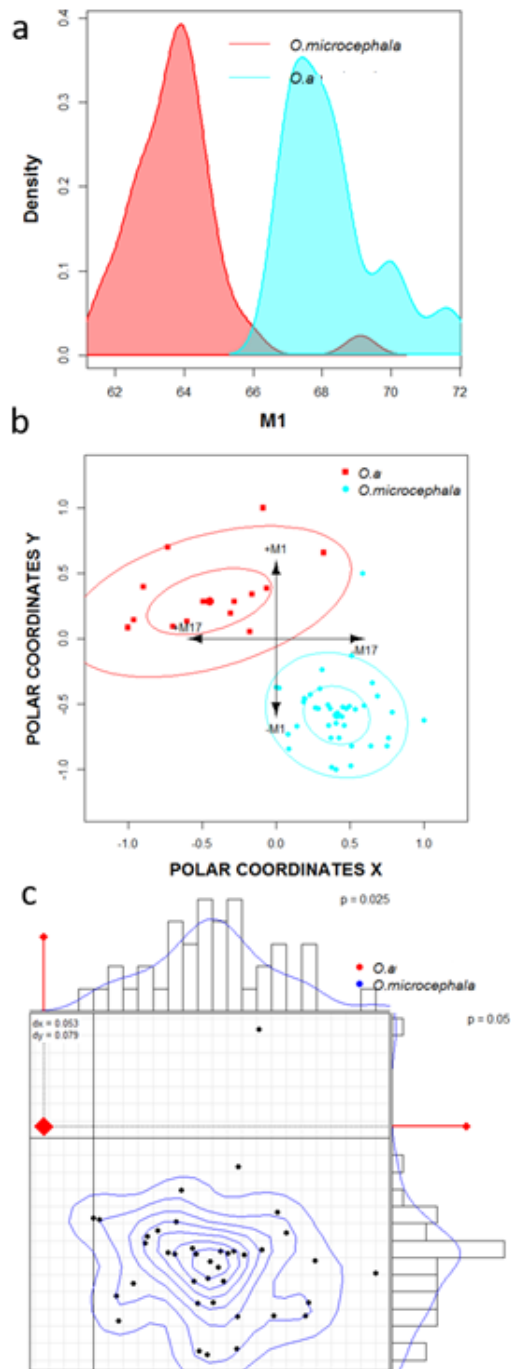 a
O.microcephala
O.a
Density
0.0 0.1 0.2 0.3 0.4
62 64 66 68 70 72
M1
b
O.a
O.microcephala
+M1
+M17
-M17
-M1
POLAR COORDINATES Y
-1.0 -0.5 0.0 0.5 1.0
-1.0 -0.5 0.0 0.5 1.0
POLAR COORDINATES X
c
p = 0.025
O.a
O.microcephala
dx = 0.053
dy = 0.079
p = 0.05